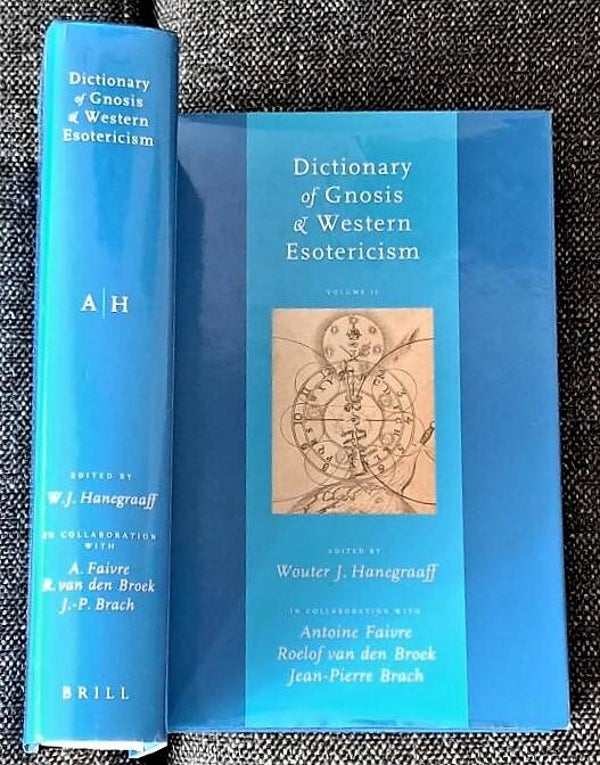 Dictionary
of Gnosis
& Western
Esotericism
A|H
EDITED BY
W.J. Hanegraaff
IN COLLABORATION
WITH
A. Faivre
R. van den Broek
J.-P. Brach
BRILL
Dictionary
of Gnosis
& Western
Esotericism
VOLUME II
EDITED BY
Wouter J. Hanegraaff
IN COLLABORATION WITH
Antoine Faivre
Roelof van den Broek
Jean-Pierre Brach